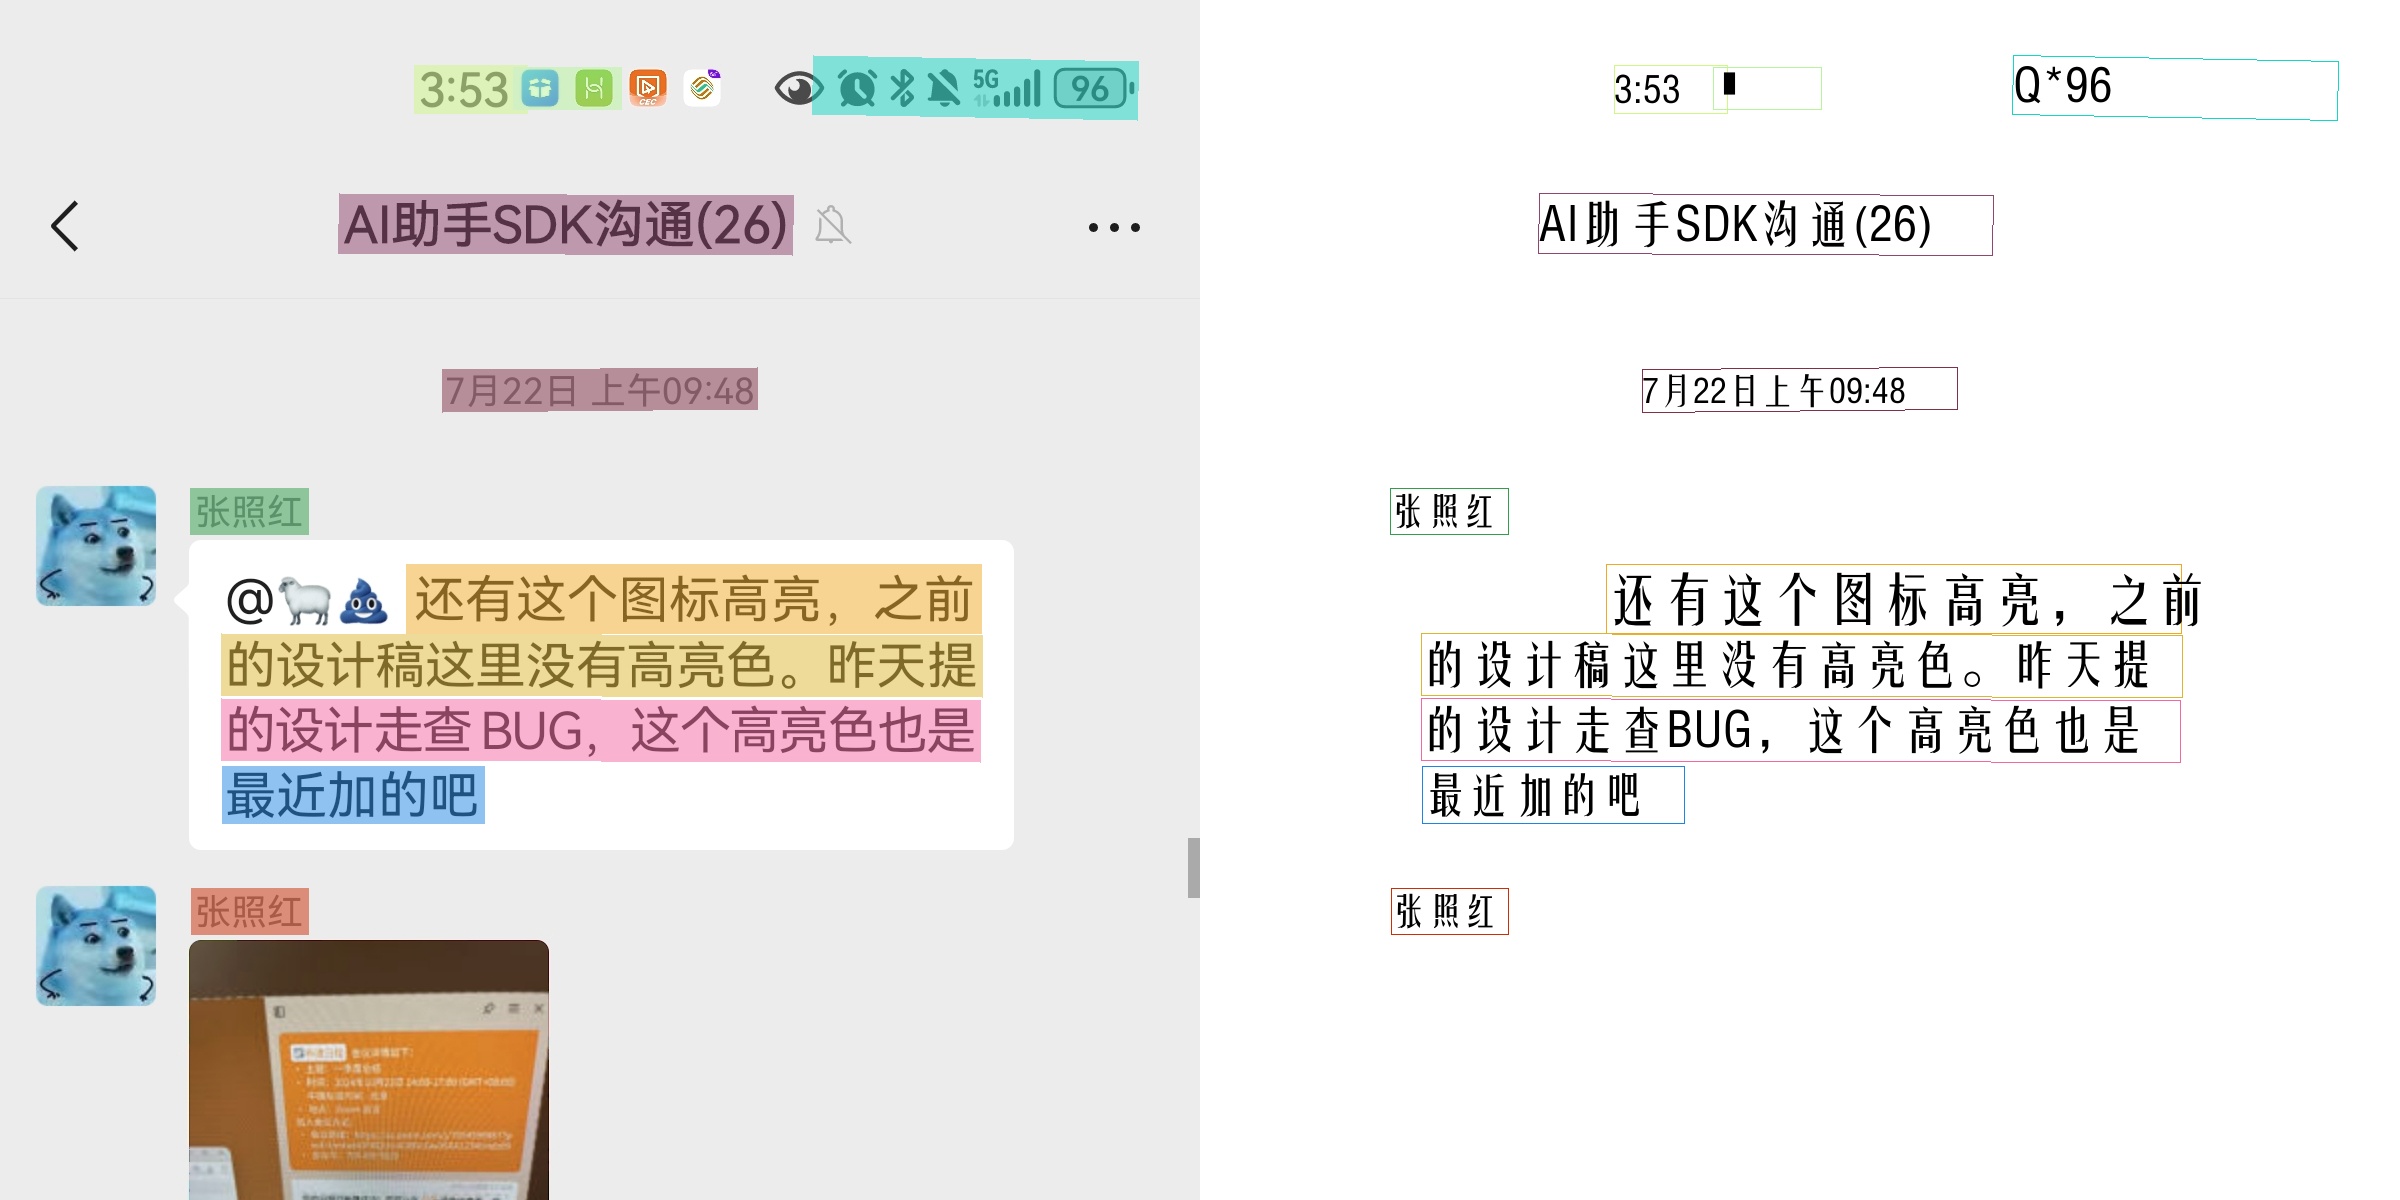 3:53 CEC 5G 96
3:53 Q*96
AI助手SDK沟通(26)
AI助手SDK沟通(26)
7月22日 上午09:48
7月22日上午09:48
张照红
张照红
@🐑💩 还有这个图标高亮，之前
的设计稿这里没有高亮色。昨天提
的设计走查BUG，这个高亮色也是
最近加的吧
还有这个图标高亮，之前
的设计稿这里没有高亮色。昨天提
的设计走查BUG，这个高亮色也是
最近加的吧
张照红
张照红